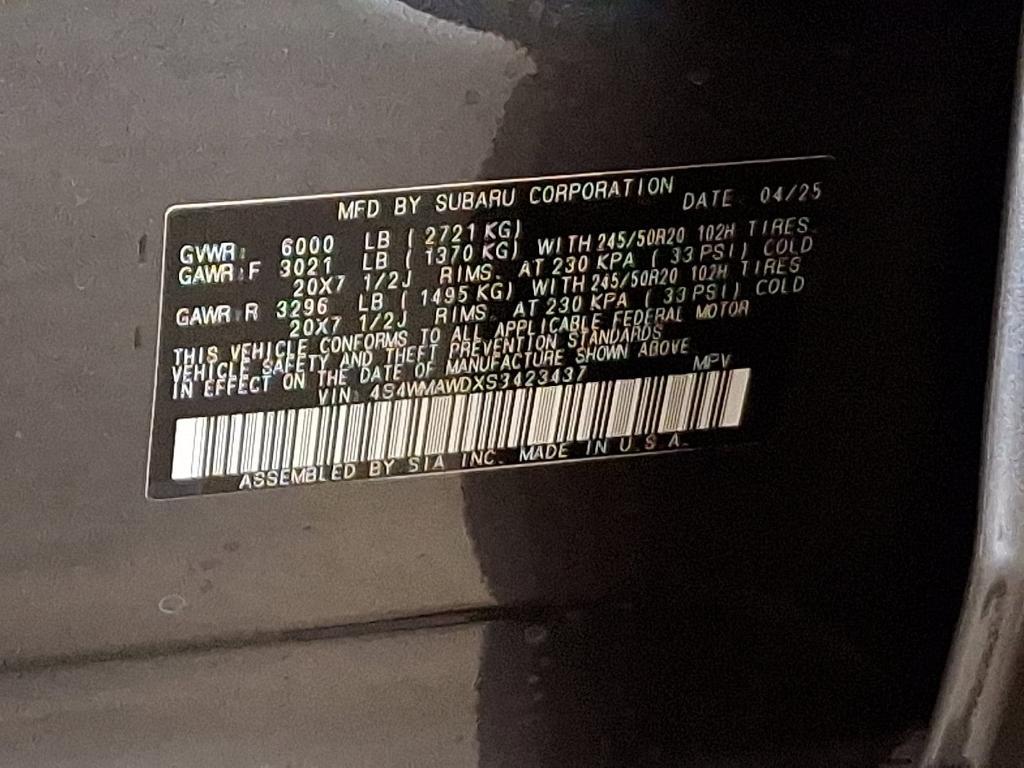 MFD BY SUBARU CORPORATION DATE 04/25
GVWR: 6000 LB ( 2721 KG)
GAWR:F 3021 LB ( 1370 KG) WITH 245/50R20 102H TIRES
20X7 1/2J RIMS. AT 230 KPA ( 33 PSI) COLD
GAWR:R 3296 LB ( 1495 KG) WITH 245/50R20 102H TIRES
20X7 1/2J RIMS. AT 230 KPA ( 33 PSI) COLD
THIS VEHICLE CONFORMS TO ALL APPLICABLE FEDERAL MOTOR
VEHICLE SAFETY AND THEFT PREVENTION STANDARDS
IN EFFECT ON THE DATE OF MANUFACTURE SHOWN ABOVE
VIN: 4S4WMAWDXS3423437 MPV
ASSEMBLED BY SIA INC. MADE IN U.S.A.